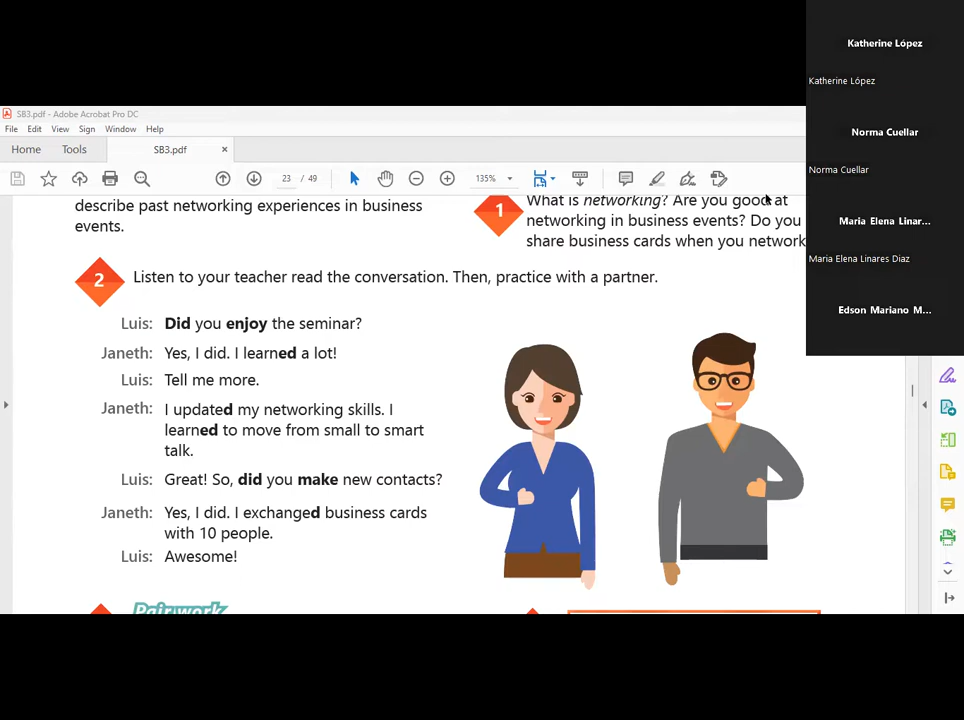 Katherine López
Katherine López
Norma Cuellar
Norma Cuellar
Maria Elena Linar...
Maria Elena Linares Diaz
Edson Mariano M...
SB3.pdf - Adobe Acrobat Pro DC
File Edit View Sign Window Help
Home Tools SB3.pdf ×
23 / 49 135%
describe past networking experiences in business
events.
1
What is networking? Are you good at
networking in business events? Do you
share business cards when you network
2 Listen to your teacher read the conversation. Then, practice with a partner.
Luis: Did you enjoy the seminar?
Janeth: Yes, I did. I learned a lot!
Luis: Tell me more.
Janeth: I updated my networking skills. I
learned to move from small to smart
talk.
Luis: Great! So, did you make new contacts?
Janeth: Yes, I did. I exchanged business cards
with 10 people.
Luis: Awesome!
Pair work